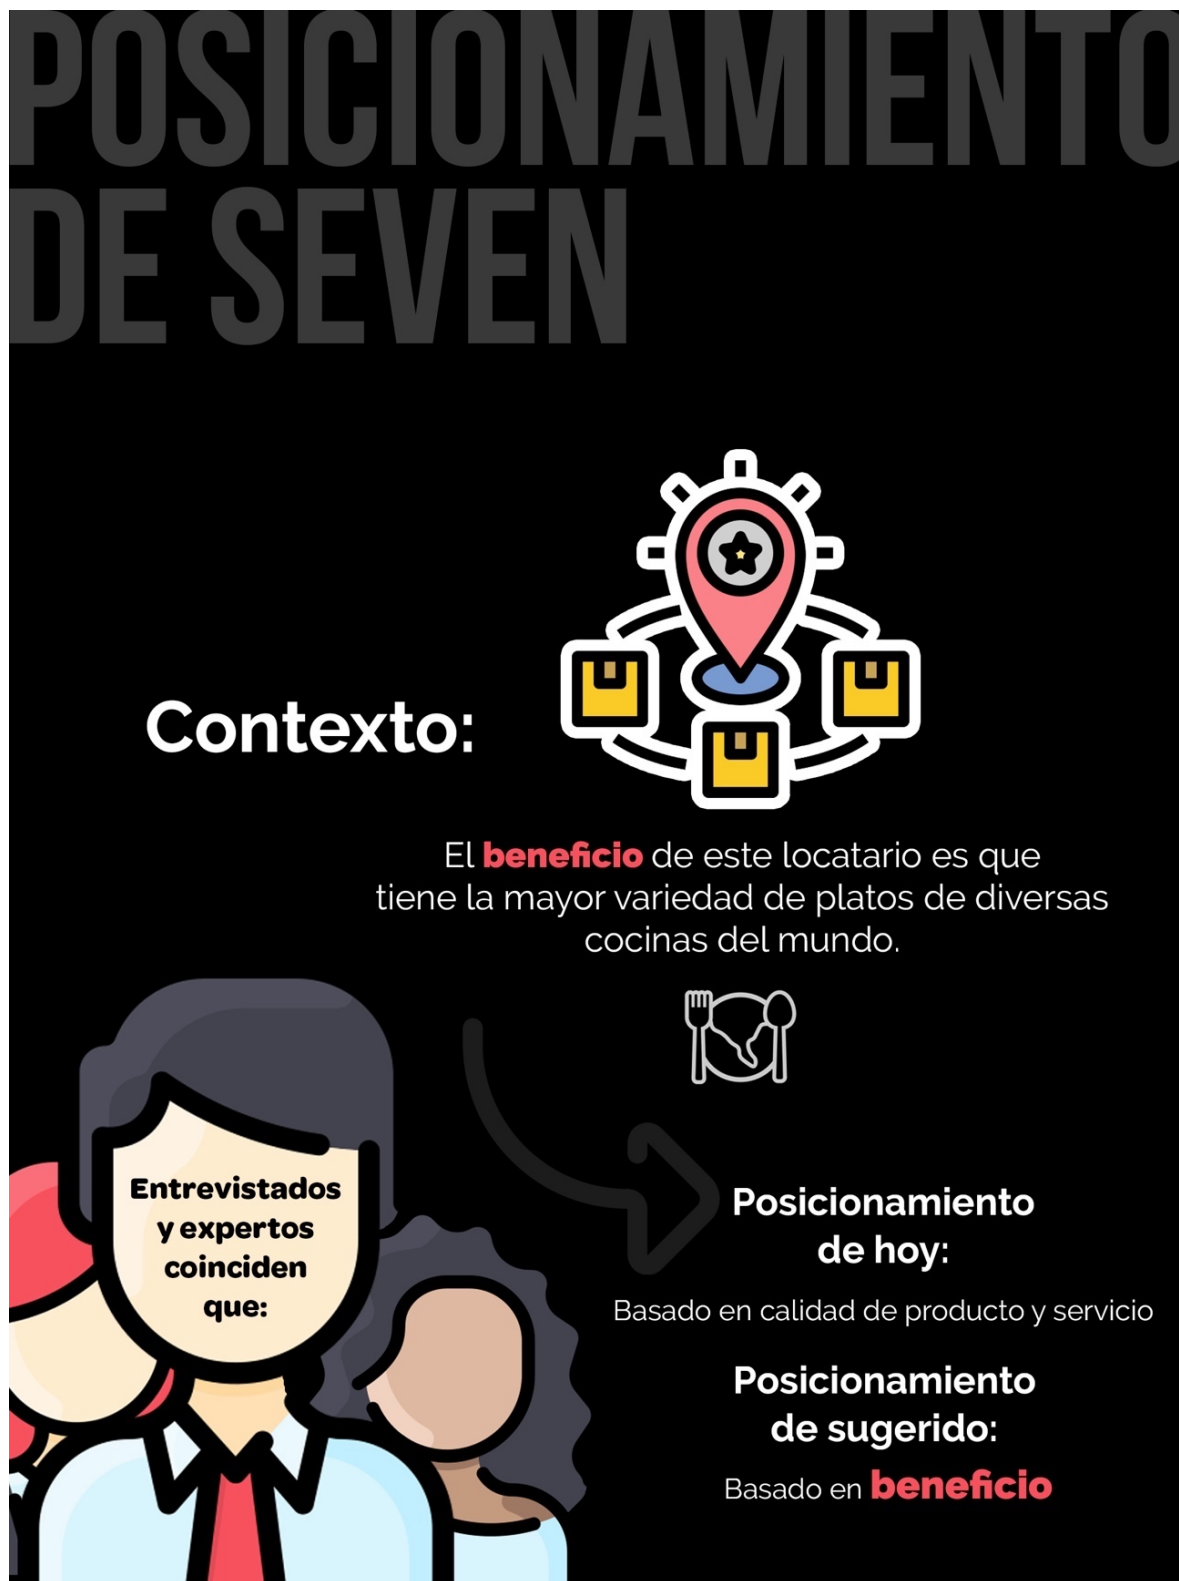 POSICIONAMIENTO
DE SEVEN
Contexto:
El beneficio de este locatario es que
tiene la mayor variedad de platos de diversas
cocinas del mundo.
Entrevistados
y expertos
coinciden
que:
Posicionamiento
de hoy:
Basado en calidad de producto y servicio
Posicionamiento
de sugerido:
Basado en beneficio